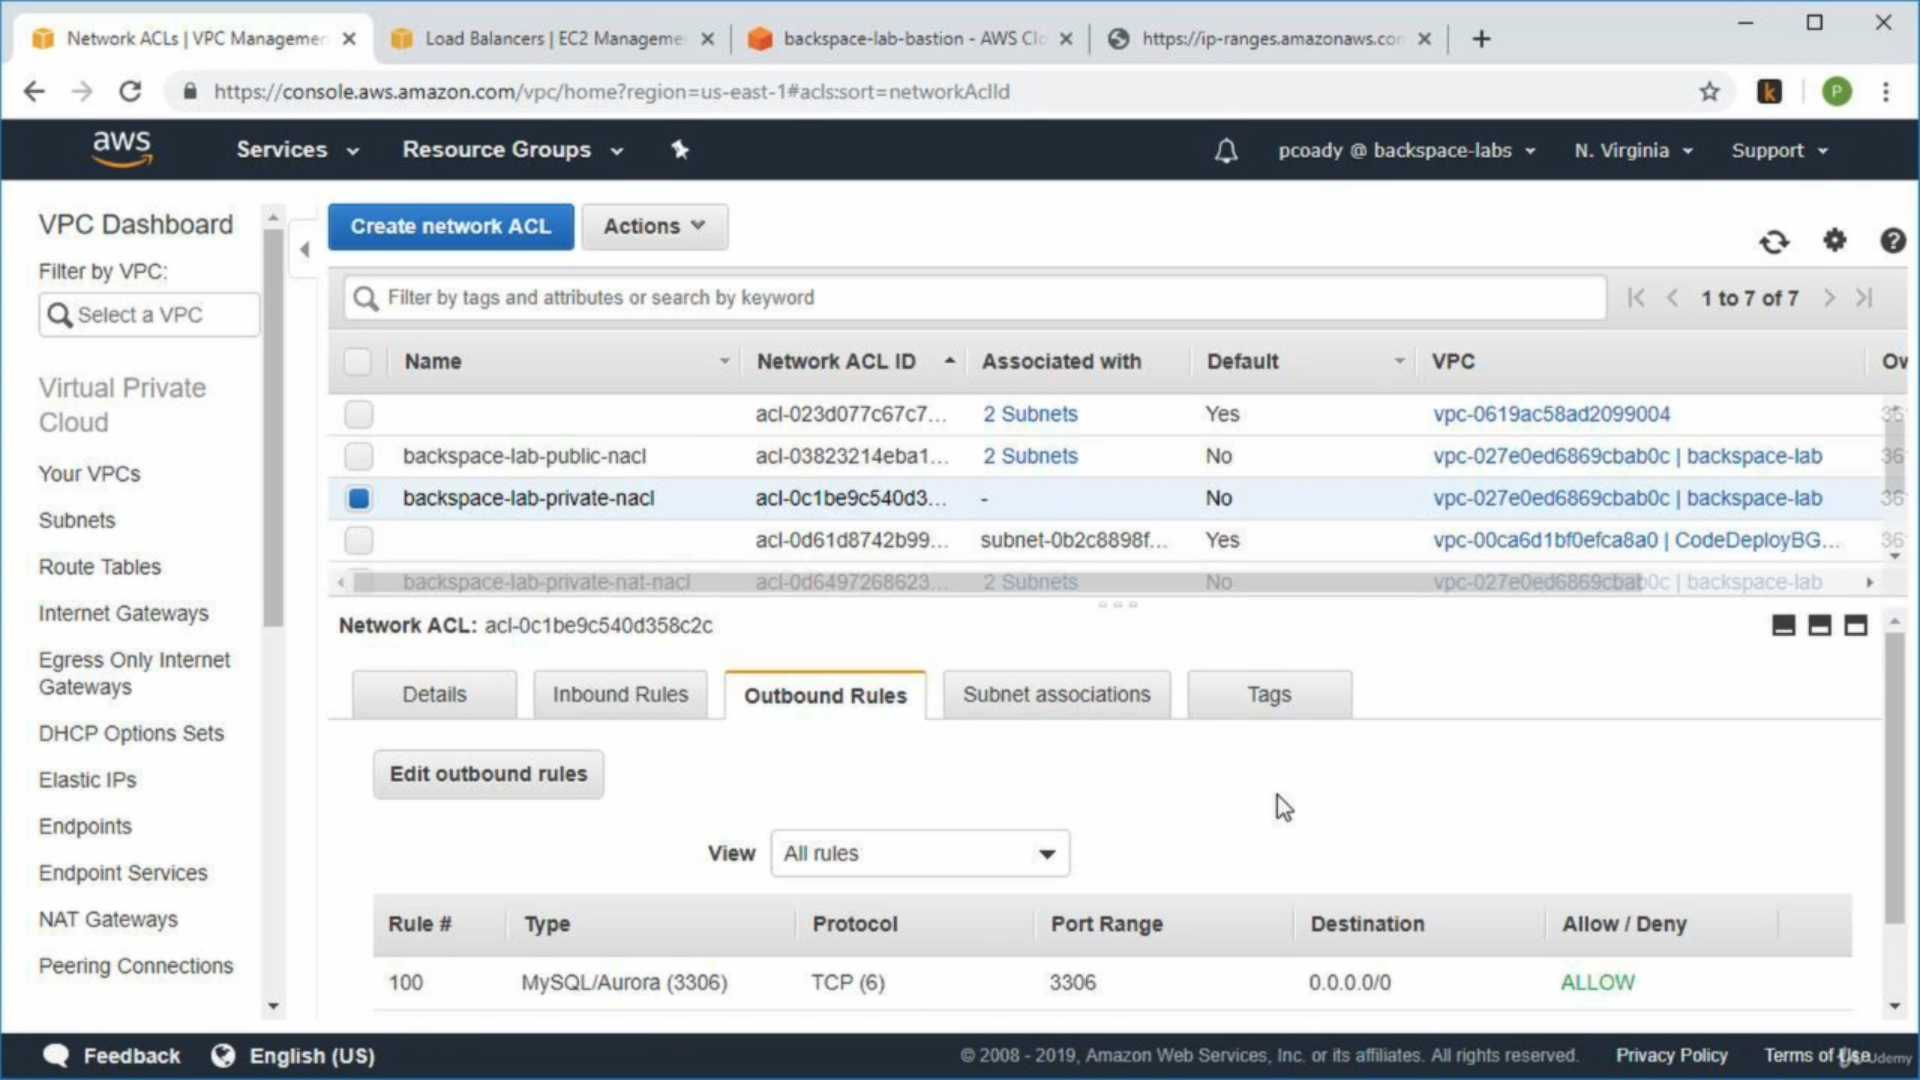 Network ACLs | VPC Managemen
Load Balancers | EC2 Manageme
backspace-lab-bastion - AWS Clo
https://ip-ranges.amazonaws.con
https://console.aws.amazon.com/vpc/home?region=us-east-1#acls:sort=networkAclId
k
P
aws
Services
Resource Groups
pcoady @ backspace-labs
N. Virginia
Support
VPC Dashboard
Filter by VPC:
Select a VPC
Virtual Private
Cloud
Your VPCs
Subnets
Route Tables
Internet Gateways
Egress Only Internet
Gateways
DHCP Options Sets
Elastic IPs
Endpoints
Endpoint Services
NAT Gateways
Peering Connections
Create network ACL
Actions
Filter by tags and attributes or search by keyword
1 to 7 of 7
Name Network ACL ID Associated with Default VPC Ow
acl-023d077c67c7... 2 Subnets Yes vpc-0619ac58ad2099004 36
backspace-lab-public-nacl acl-03823214eba1... 2 Subnets No vpc-027e0ed6869cbab0c | backspace-lab 36
backspace-lab-private-nacl acl-0c1be9c540d3... - No vpc-027e0ed6869cbab0c | backspace-lab 36
acl-0d61d8742b99... subnet-0b2c8898f... Yes vpc-00ca6d1bf0efca8a0 | CodeDeployBG... 36
backspace-lab-private-nat-nacl acl-0d6497268623... 2 Subnets No vpc-027e0ed6869cbab0c | backspace-lab
Network ACL: acl-0c1be9c540d358c2c
Details
Inbound Rules
Outbound Rules
Subnet associations
Tags
Edit outbound rules
View All rules
Rule # Type Protocol Port Range Destination Allow / Deny
100 MySQL/Aurora (3306) TCP (6) 3306 0.0.0.0/0 ALLOW
Feedback
English (US)
© 2008 - 2019, Amazon Web Services, Inc. or its affiliates. All rights reserved.
Privacy Policy
Terms of Use
Udemy